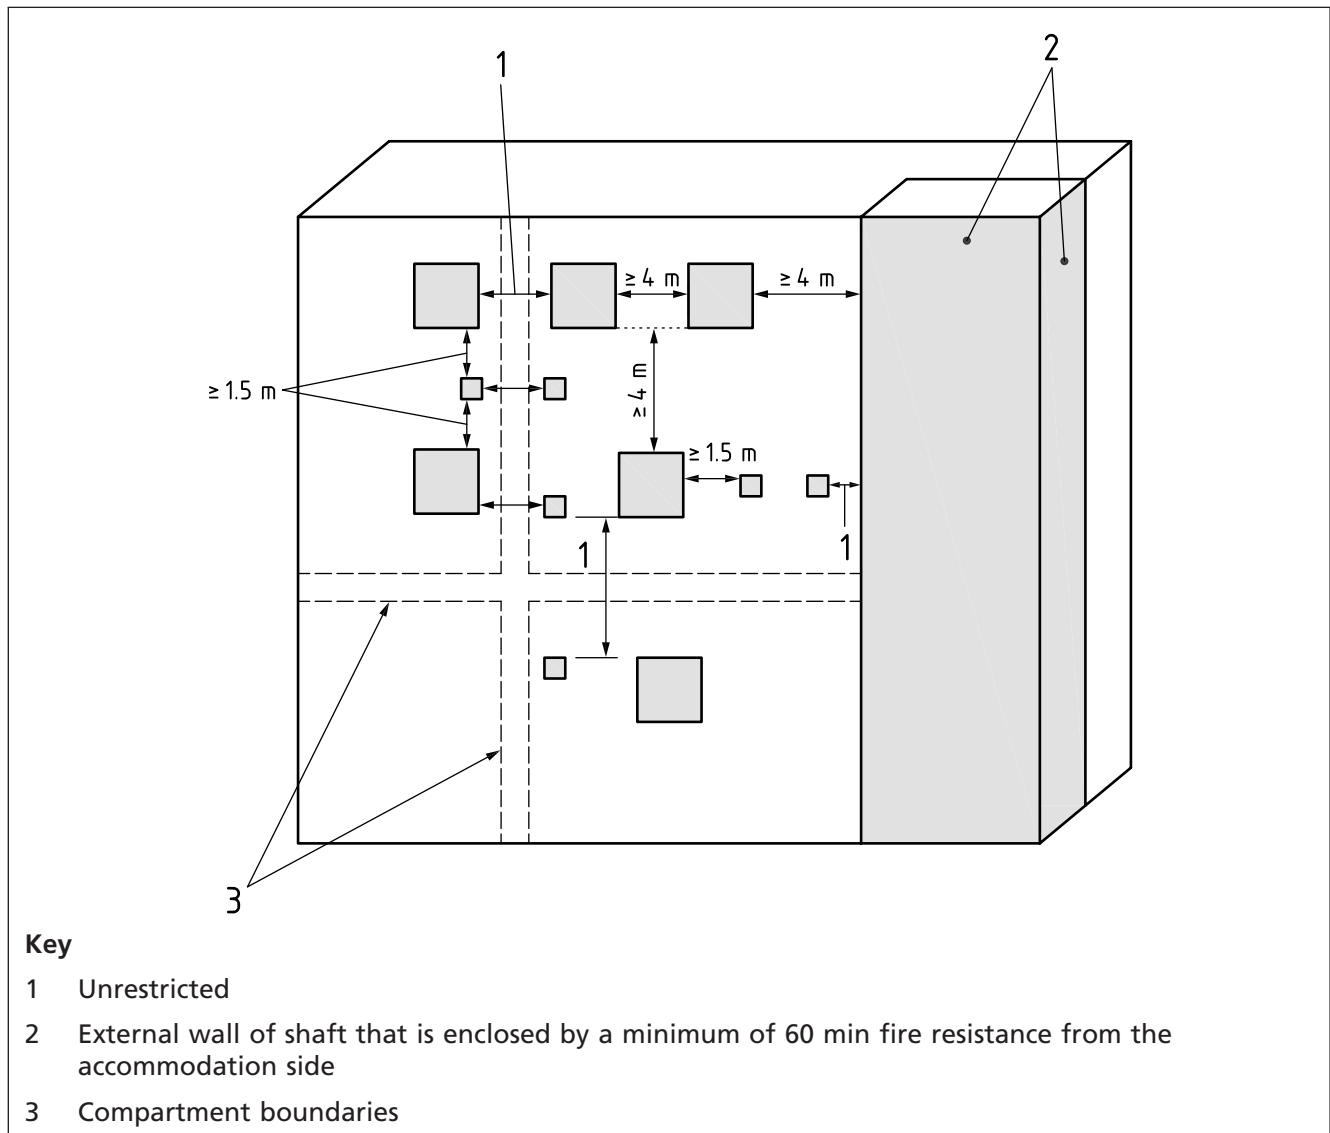 1
2
≥ 4 m
≥ 4 m
≥ 4 m
≥ 1.5 m
≥ 1.5 m
1
1
3
Key
1 Unrestricted
2 External wall of shaft that is enclosed by a minimum of 60 min fire resistance from the
accommodation side
3 Compartment boundaries